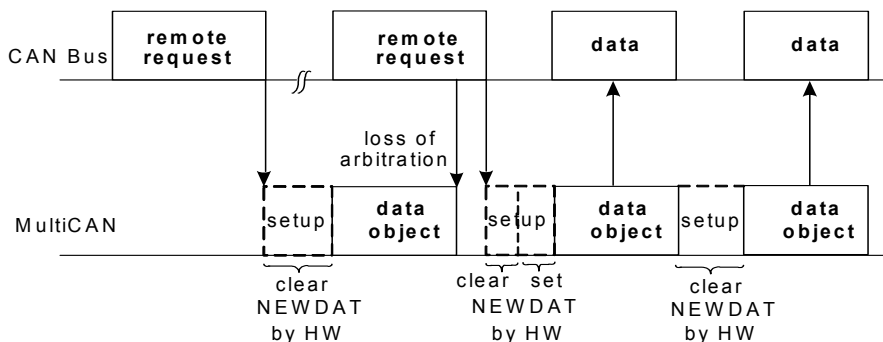 remote
request
remote
request
data
data
CAN Bus
loss of
arbitration
MultiCAN
setup
data
object
setup
data
object
setup
data
object
clear
NEWDAT
by HW
clear set
NEWDAT
by HW
clear
NEWDAT
by HW